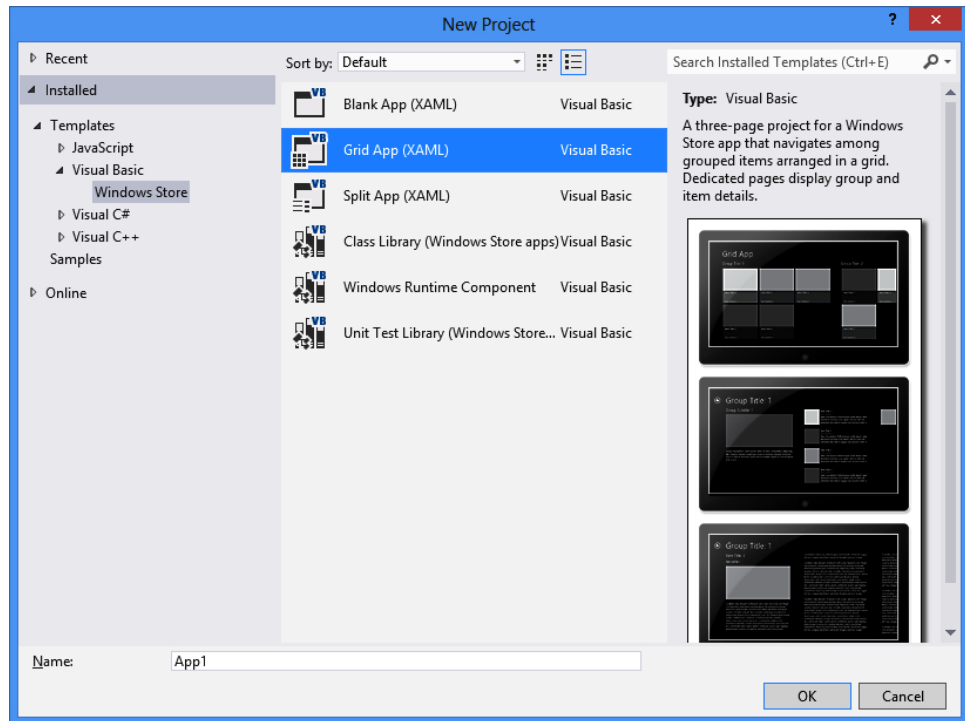 New Project
?
Recent
Installed
Templates
JavaScript
Visual Basic
Windows Store
Visual C#
Visual C++
Samples
Online
Sort by: Default
VB Blank App (XAML) Visual Basic
VB Grid App (XAML) Visual Basic
VB Split App (XAML) Visual Basic
VB Class Library (Windows Store apps) Visual Basic
VB Windows Runtime Component Visual Basic
VB Unit Test Library (Windows Store... Visual Basic
Search Installed Templates (Ctrl+E)
Type: Visual Basic
A three-page project for a Windows
Store app that navigates among
grouped items arranged in a grid.
Dedicated pages display group and
item details.
Grid App
Group Title: 1
Group Title: 1
Name: App1
OK Cancel